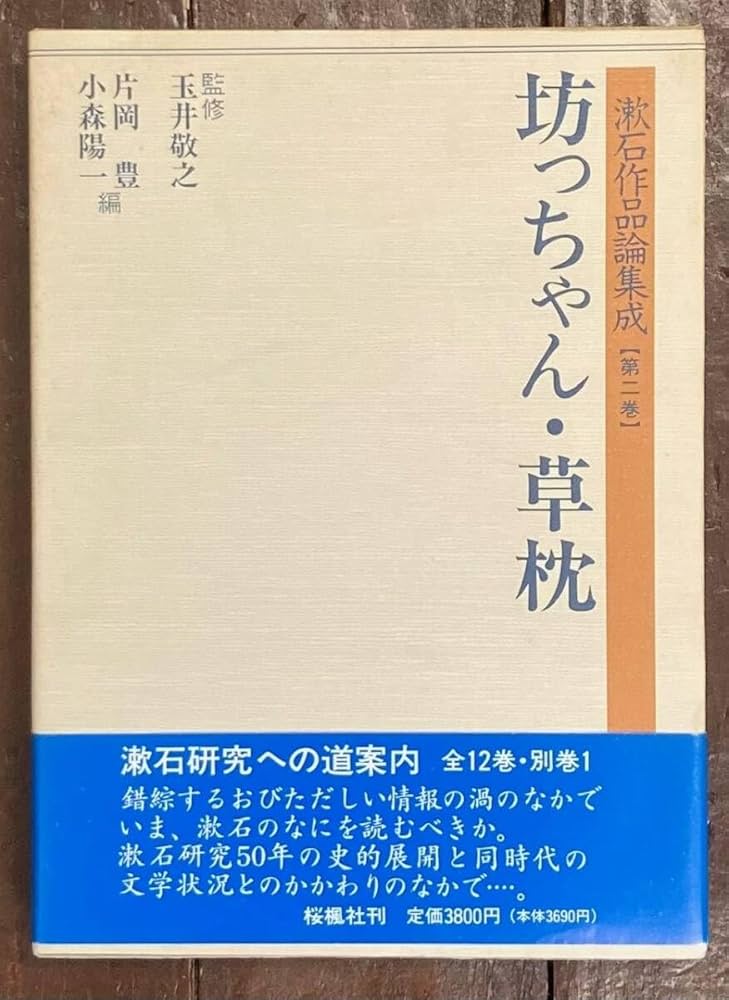 漱石作品論集成【第二巻】
坊っちゃん・草枕
監修
玉井敬之
片岡 豊
小森陽一
編
漱石研究への道案内 全12巻・別巻1
錯綜するおびただしい情報の渦のなかで
いま、漱石のなにを読むべきか。
漱石研究50年の史的展開と同時代の
文学状況とのかかわりのなかで……。
桜楓社刊 定価3800円(本体3690円)